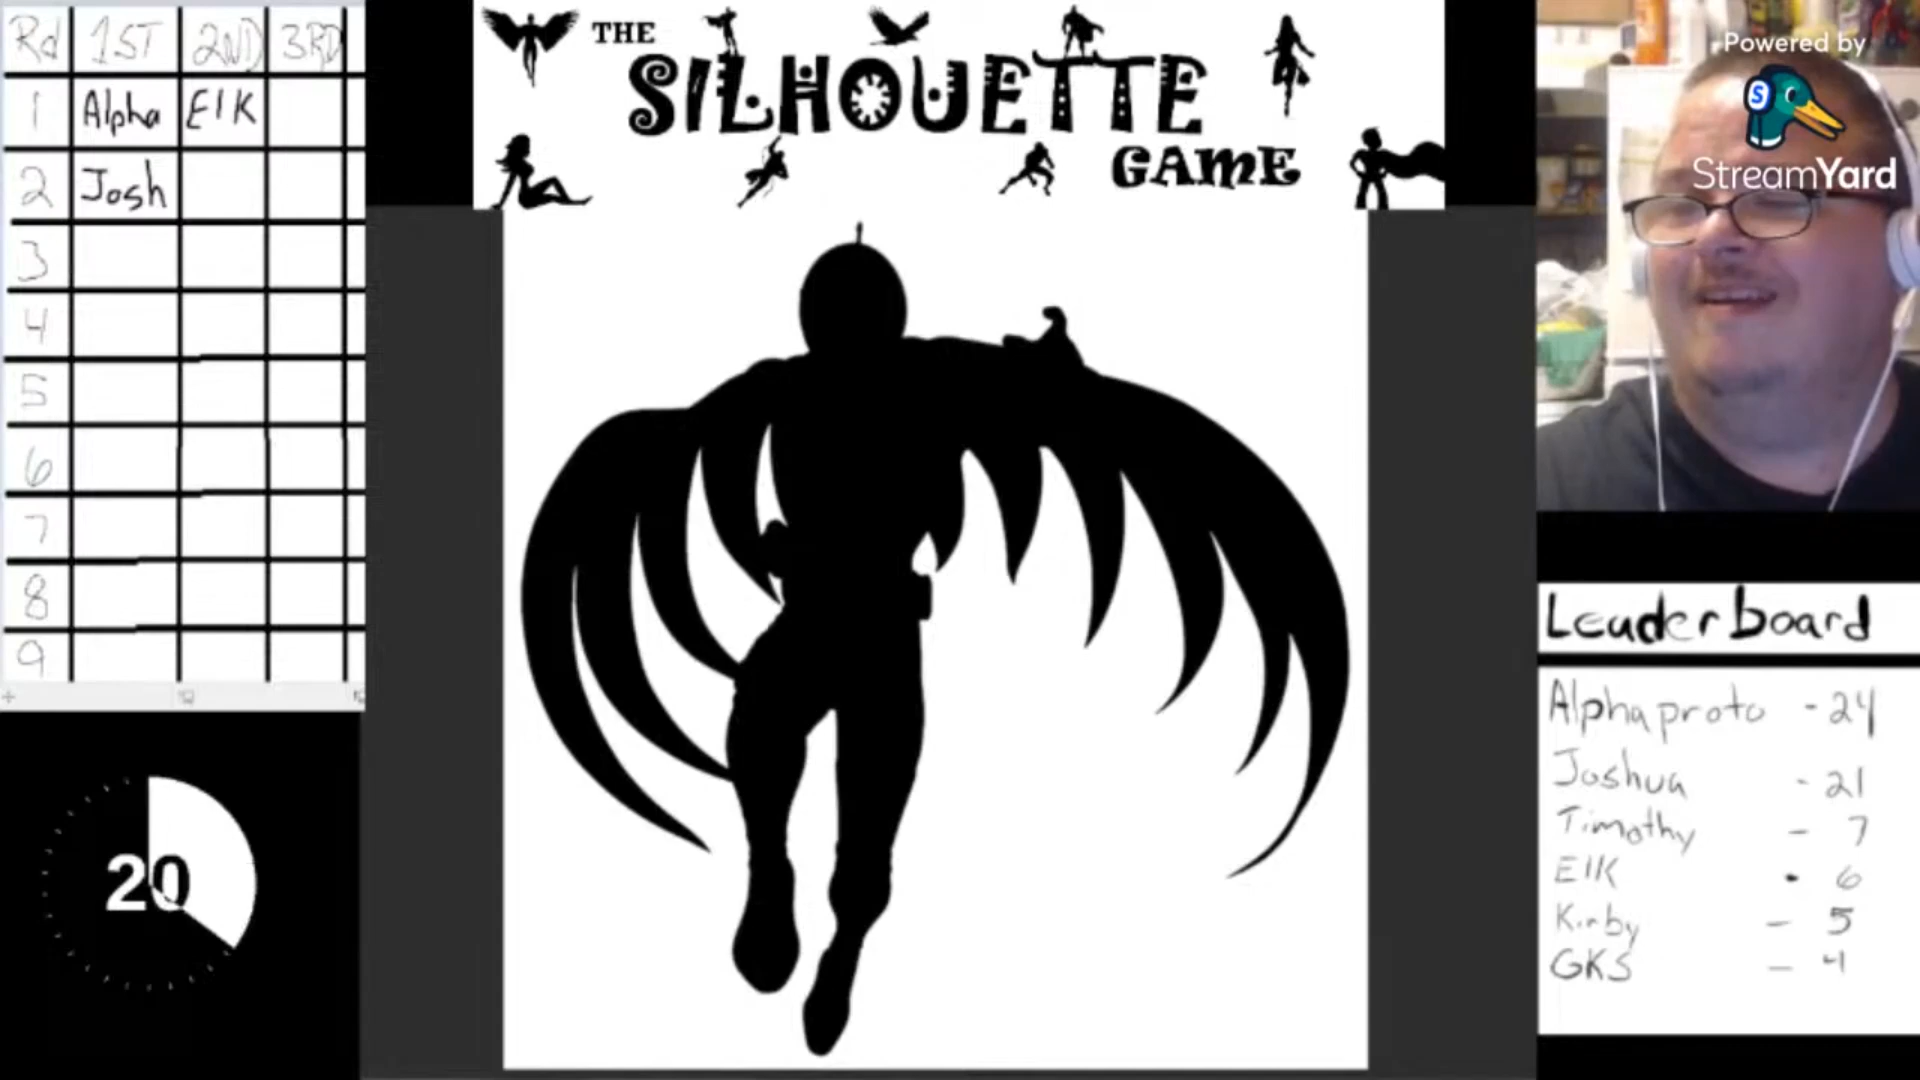 Rd 1ST 2ND 3RD
1 Alpha Elk
2 Josh
3
4
5
6
7
8
9
THE
SILHOUETTE
GAME
20
Powered by
S
StreamYard
Leaderboard
Alphaproto - 24
Joshua - 21
Timothy - 7
Elk - 6
Kirby - 5
GKS - 4